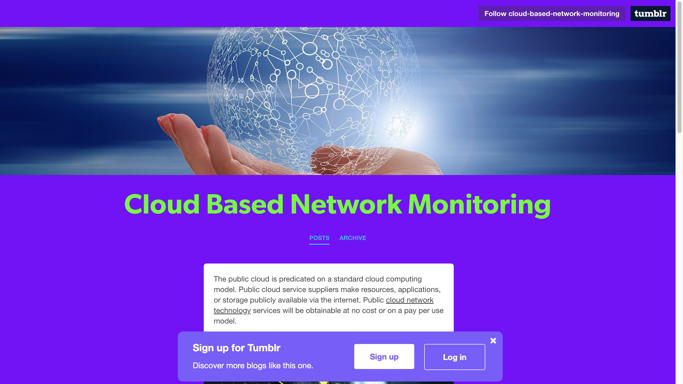 Follow cloud-based-network-monitoring
tumblr
Cloud Based Network Monitoring
POSTS ARCHIVE
The public cloud is predicated on a standard cloud computing
model. Public cloud service suppliers make resources, applications,
or storage publicly available via the internet. Public cloud network
technology services will be obtainable at no cost or on a pay per use
model.
Sign up for Tumblr
Discover more blogs like this one.
Sign up
Log in